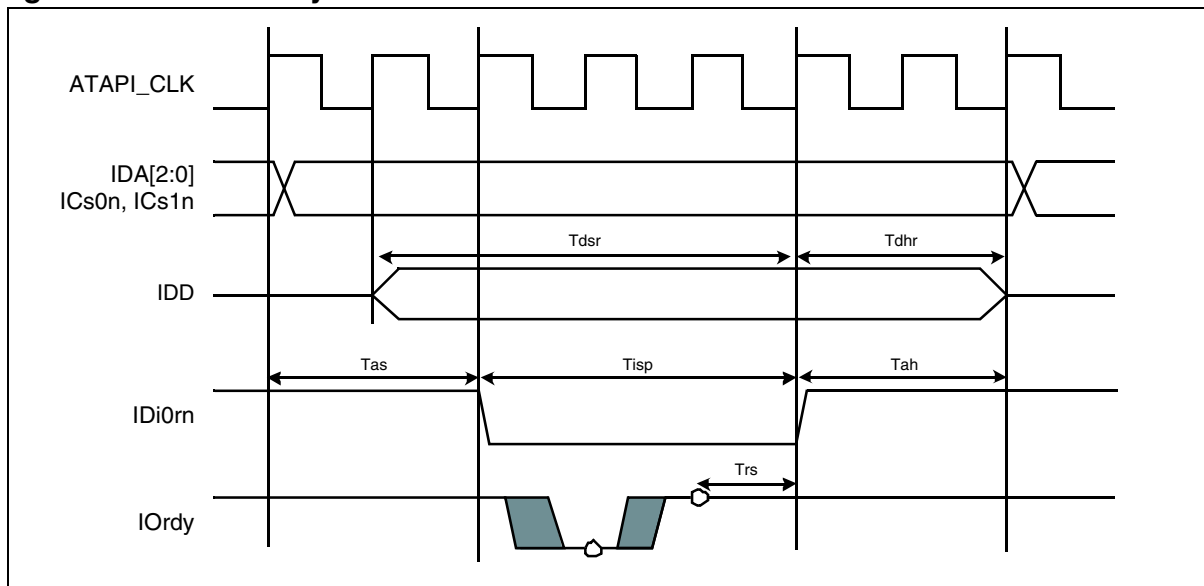 ATAPI_CLK
IDA[2:0]
ICs0n, ICs1n
Tdsr
Tdhr
IDD
Tas
Tisp
Tah
IDi0rn
Trs
IOrdy